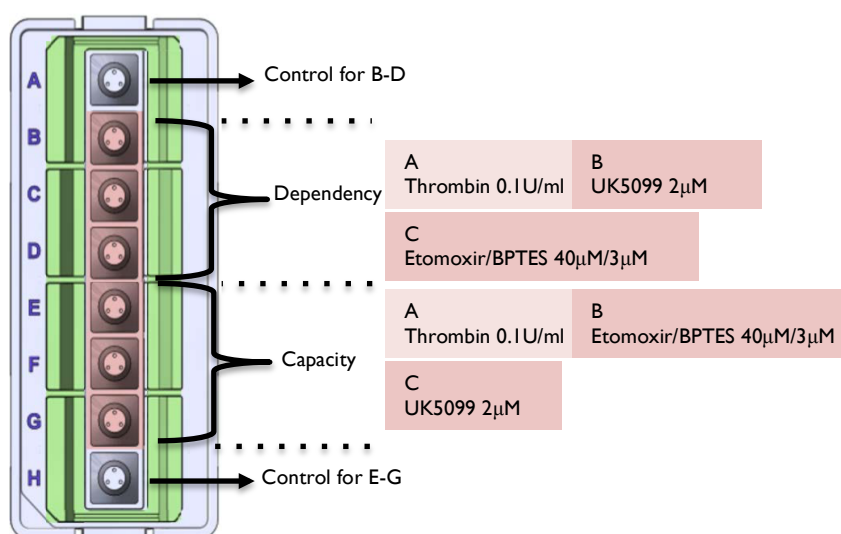 A
Control for B-D
B
C
Dependency
D
A
Thrombin 0.1U/ml
B
UK5099 2μM
C
Etomoxir/BPTES 40μM/3μM
E
F
Capacity
G
A
Thrombin 0.1U/ml
B
Etomoxir/BPTES 40μM/3μM
C
UK5099 2μM
H
Control for E-G